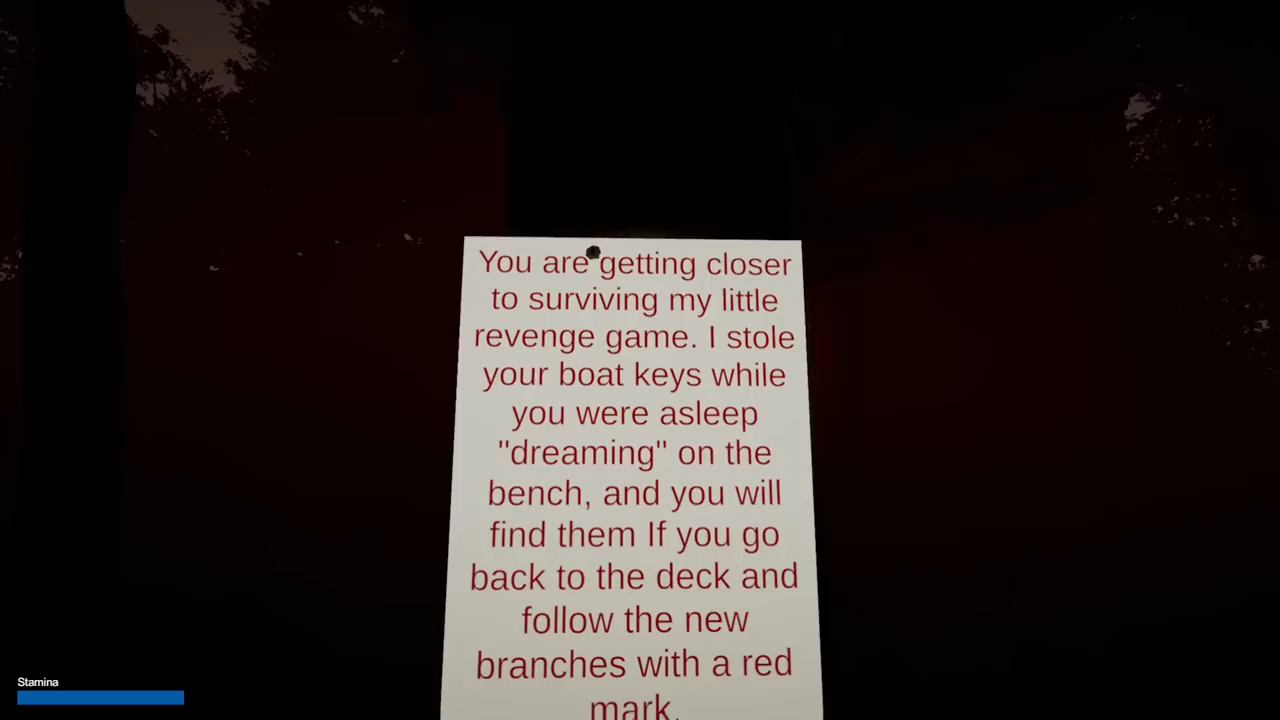 You are getting closer
to surviving my little
revenge game. I stole
your boat keys while
you were asleep
"dreaming" on the
bench, and you will
find them If you go
back to the deck and
follow the new
branches with a red
mark.
Stamina